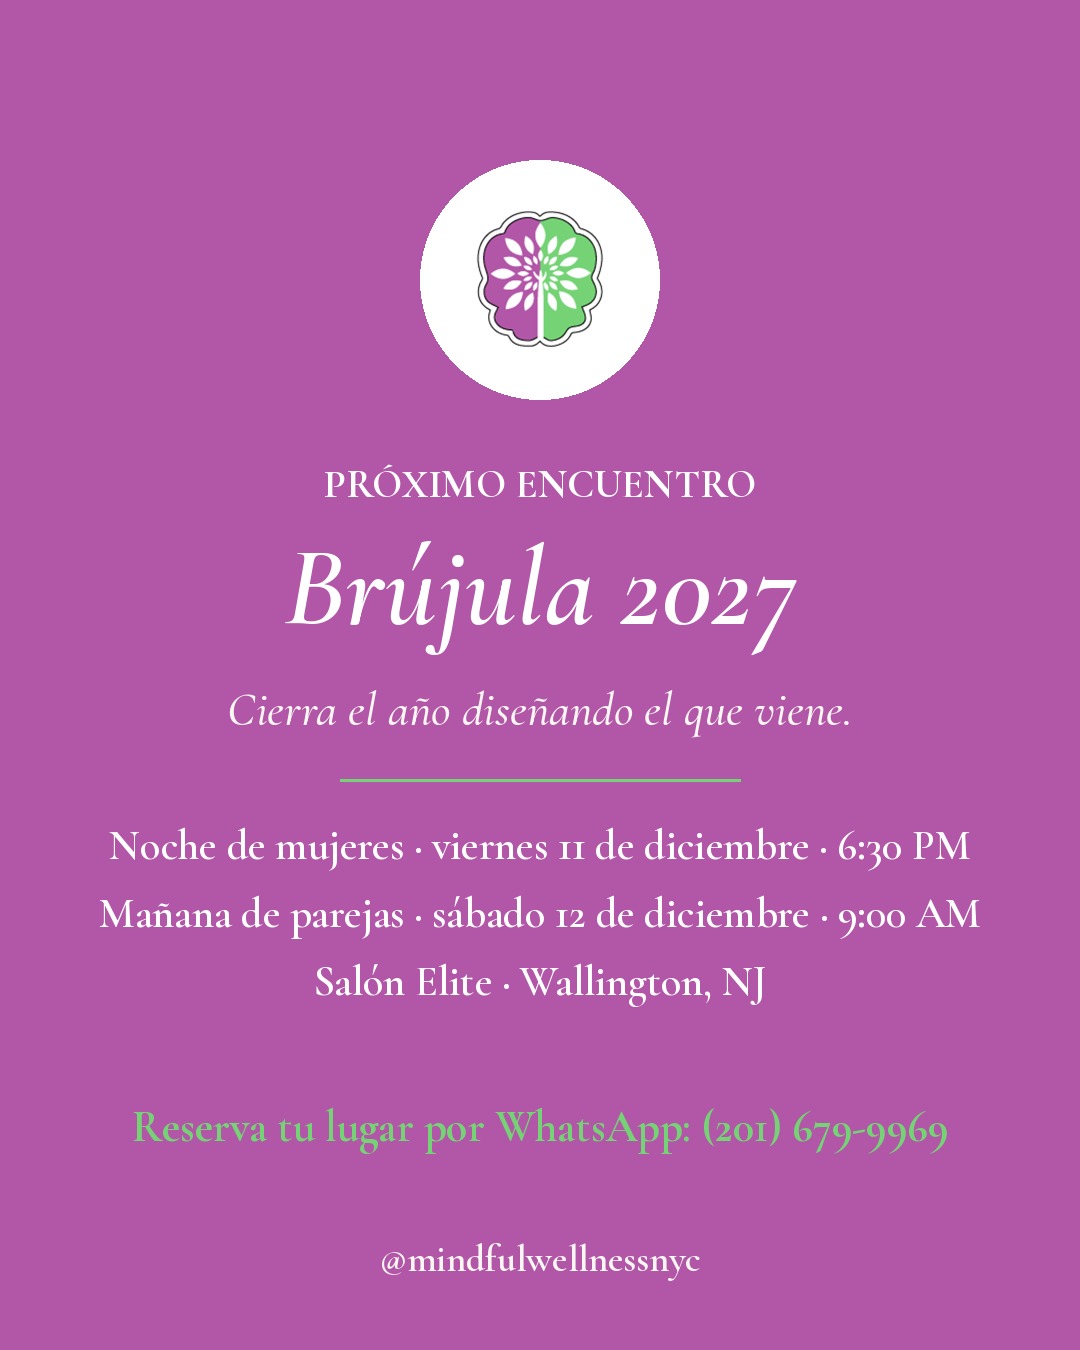 PRÓXIMO ENCUENTRO
Brújula 2027
Cierra el año diseñando el que viene.
Noche de mujeres · viernes 11 de diciembre · 6:30 PM
Mañana de parejas · sábado 12 de diciembre · 9:00 AM
Salón Elite · Wallington, NJ
Reserva tu lugar por WhatsApp: (201) 679-9969
@mindfulwellnessnyc